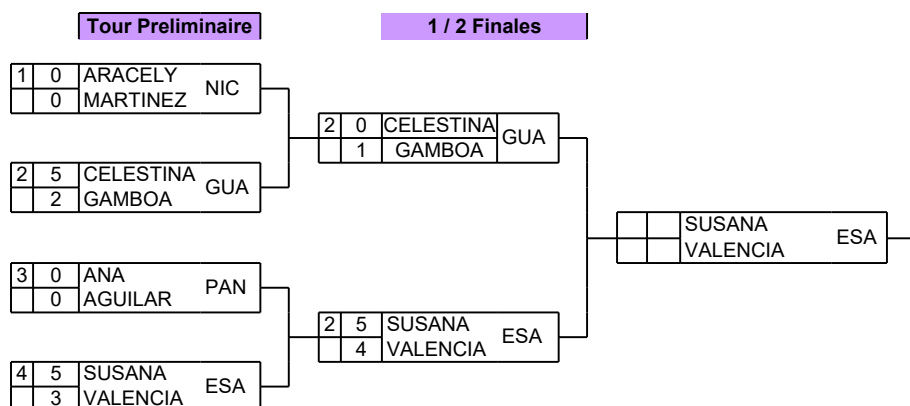 Tour Preliminaire
1 / 2 Finales
1 0 ARACELY NIC
0 MARTINEZ
2 0 CELESTINA GUA
1 GAMBOA
2 5 CELESTINA GUA
2 GAMBOA
SUSANA ESA
VALENCIA
3 0 ANA PAN
0 AGUILAR
2 5 SUSANA ESA
4 VALENCIA
4 5 SUSANA ESA
3 VALENCIA